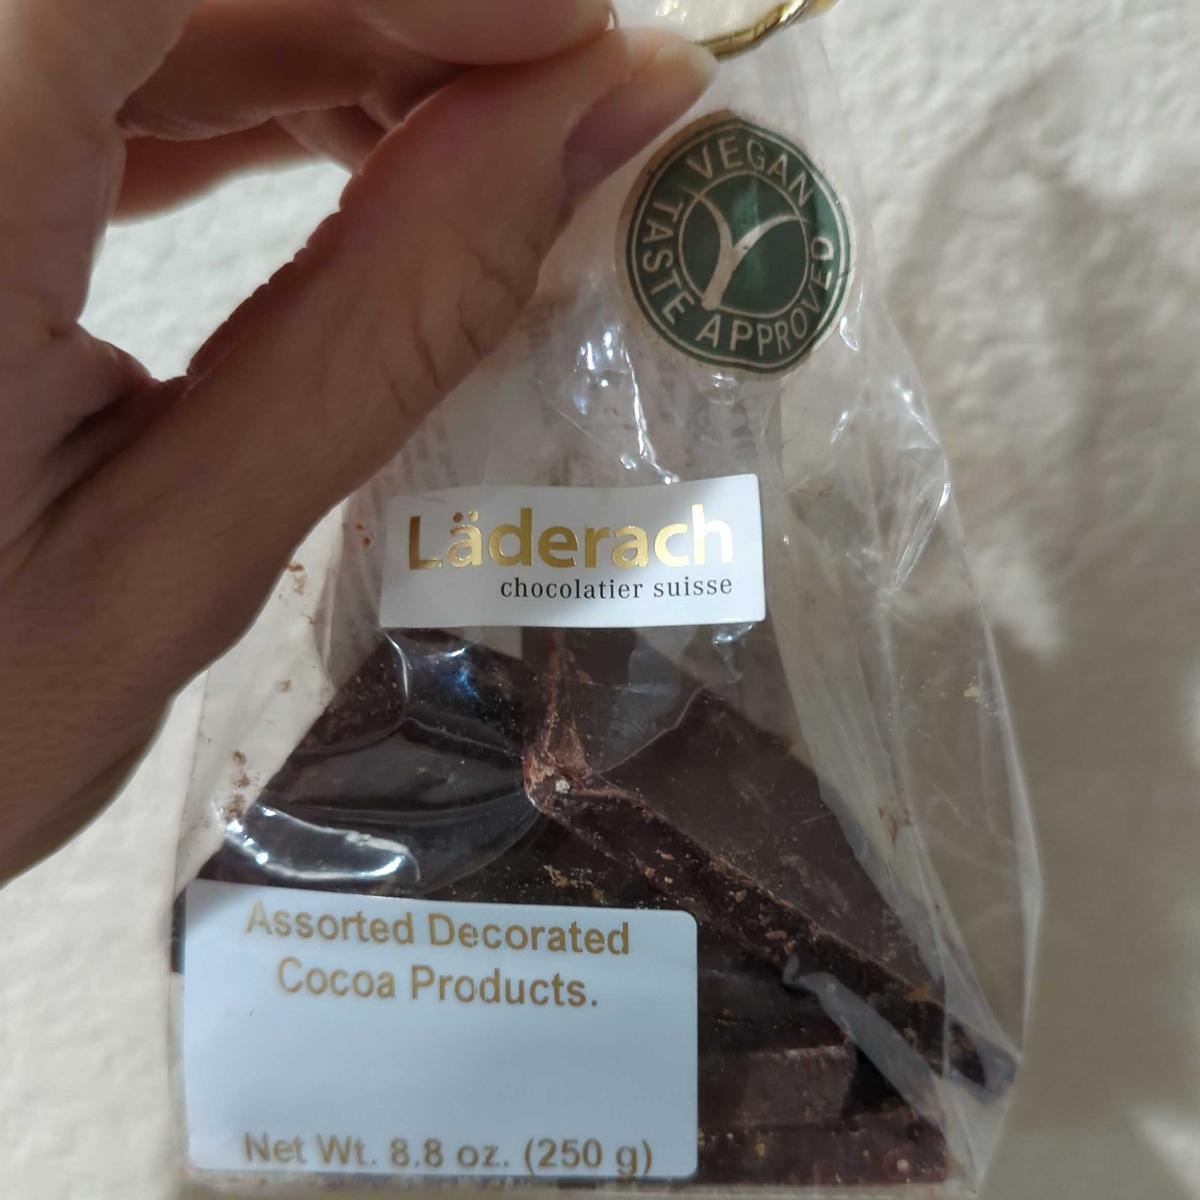 VEGAN
TASTE APPROVED
Läderach
chocolatier suisse
Assorted Decorated
Cocoa Products.
Net Wt. 8.8 oz. (250 g)